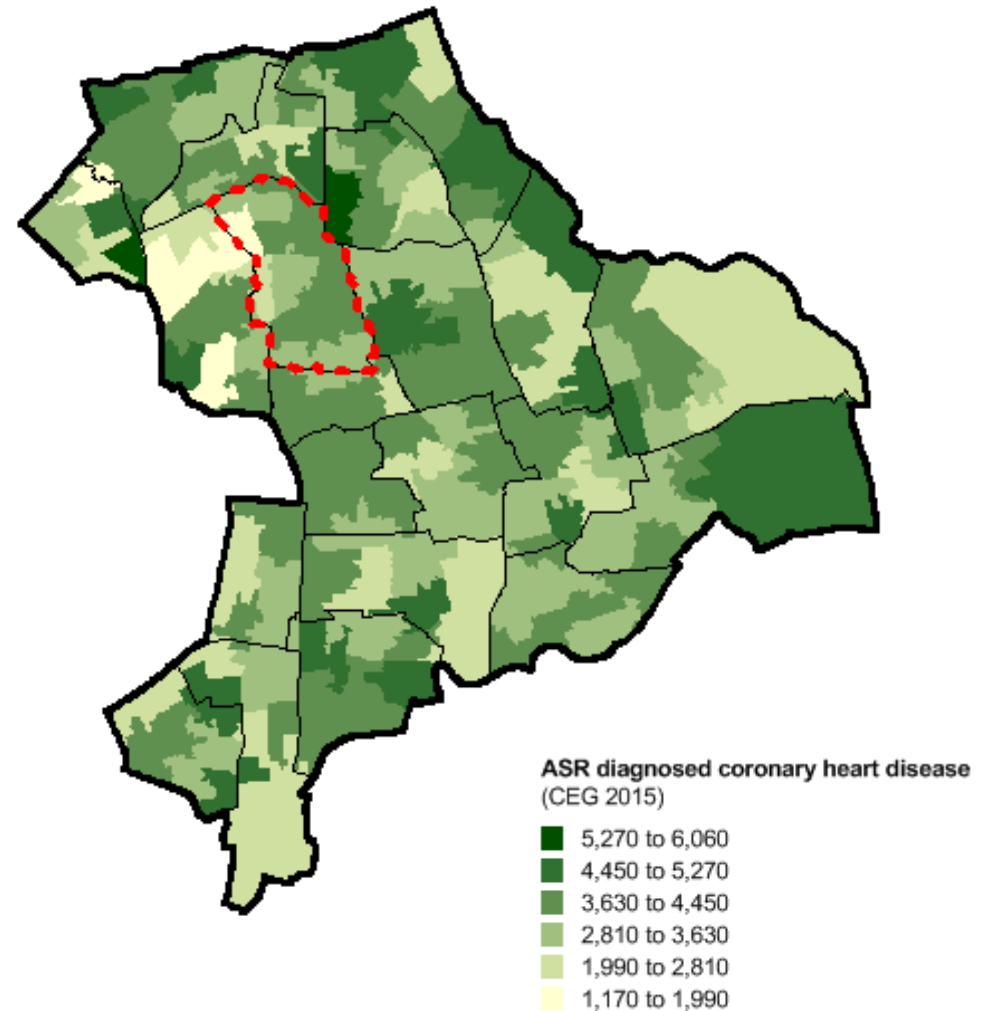 ASR diagnosed coronary heart disease
(CEG 2015)
5,270 to 6,060
4,450 to 5,270
3,630 to 4,450
2,810 to 3,630
1,990 to 2,810
1,170 to 1,990